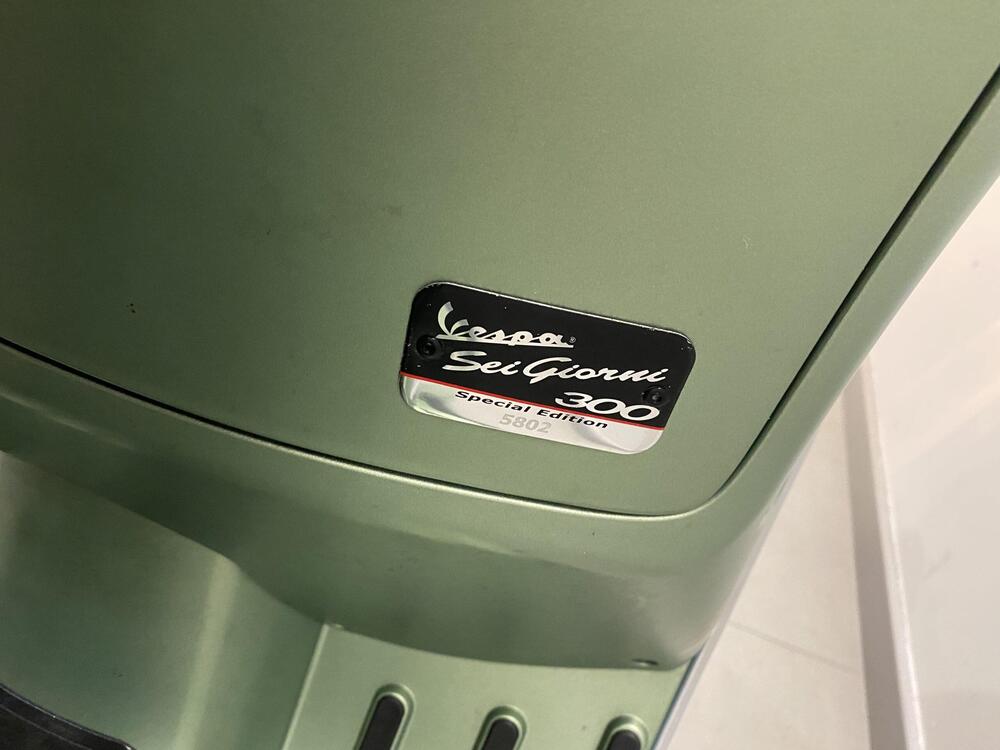 Vespa®
Sei Giorni
300
Special Edition
5802